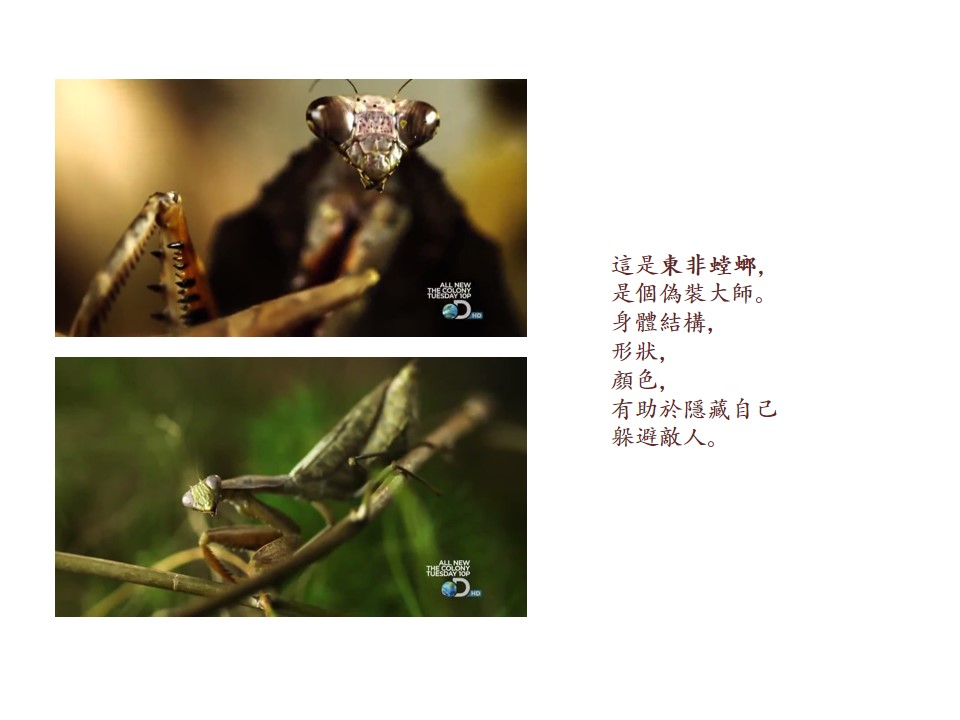 ALL NEW
THE COLONY
TUESDAY 10P
D HD
ALL NEW
THE COLONY
TUESDAY 10P
D HD
這是東非螳螂，
是個偽裝大師。
身體結構，
形狀，
顏色，
有助於隱藏自己
躲避敵人。